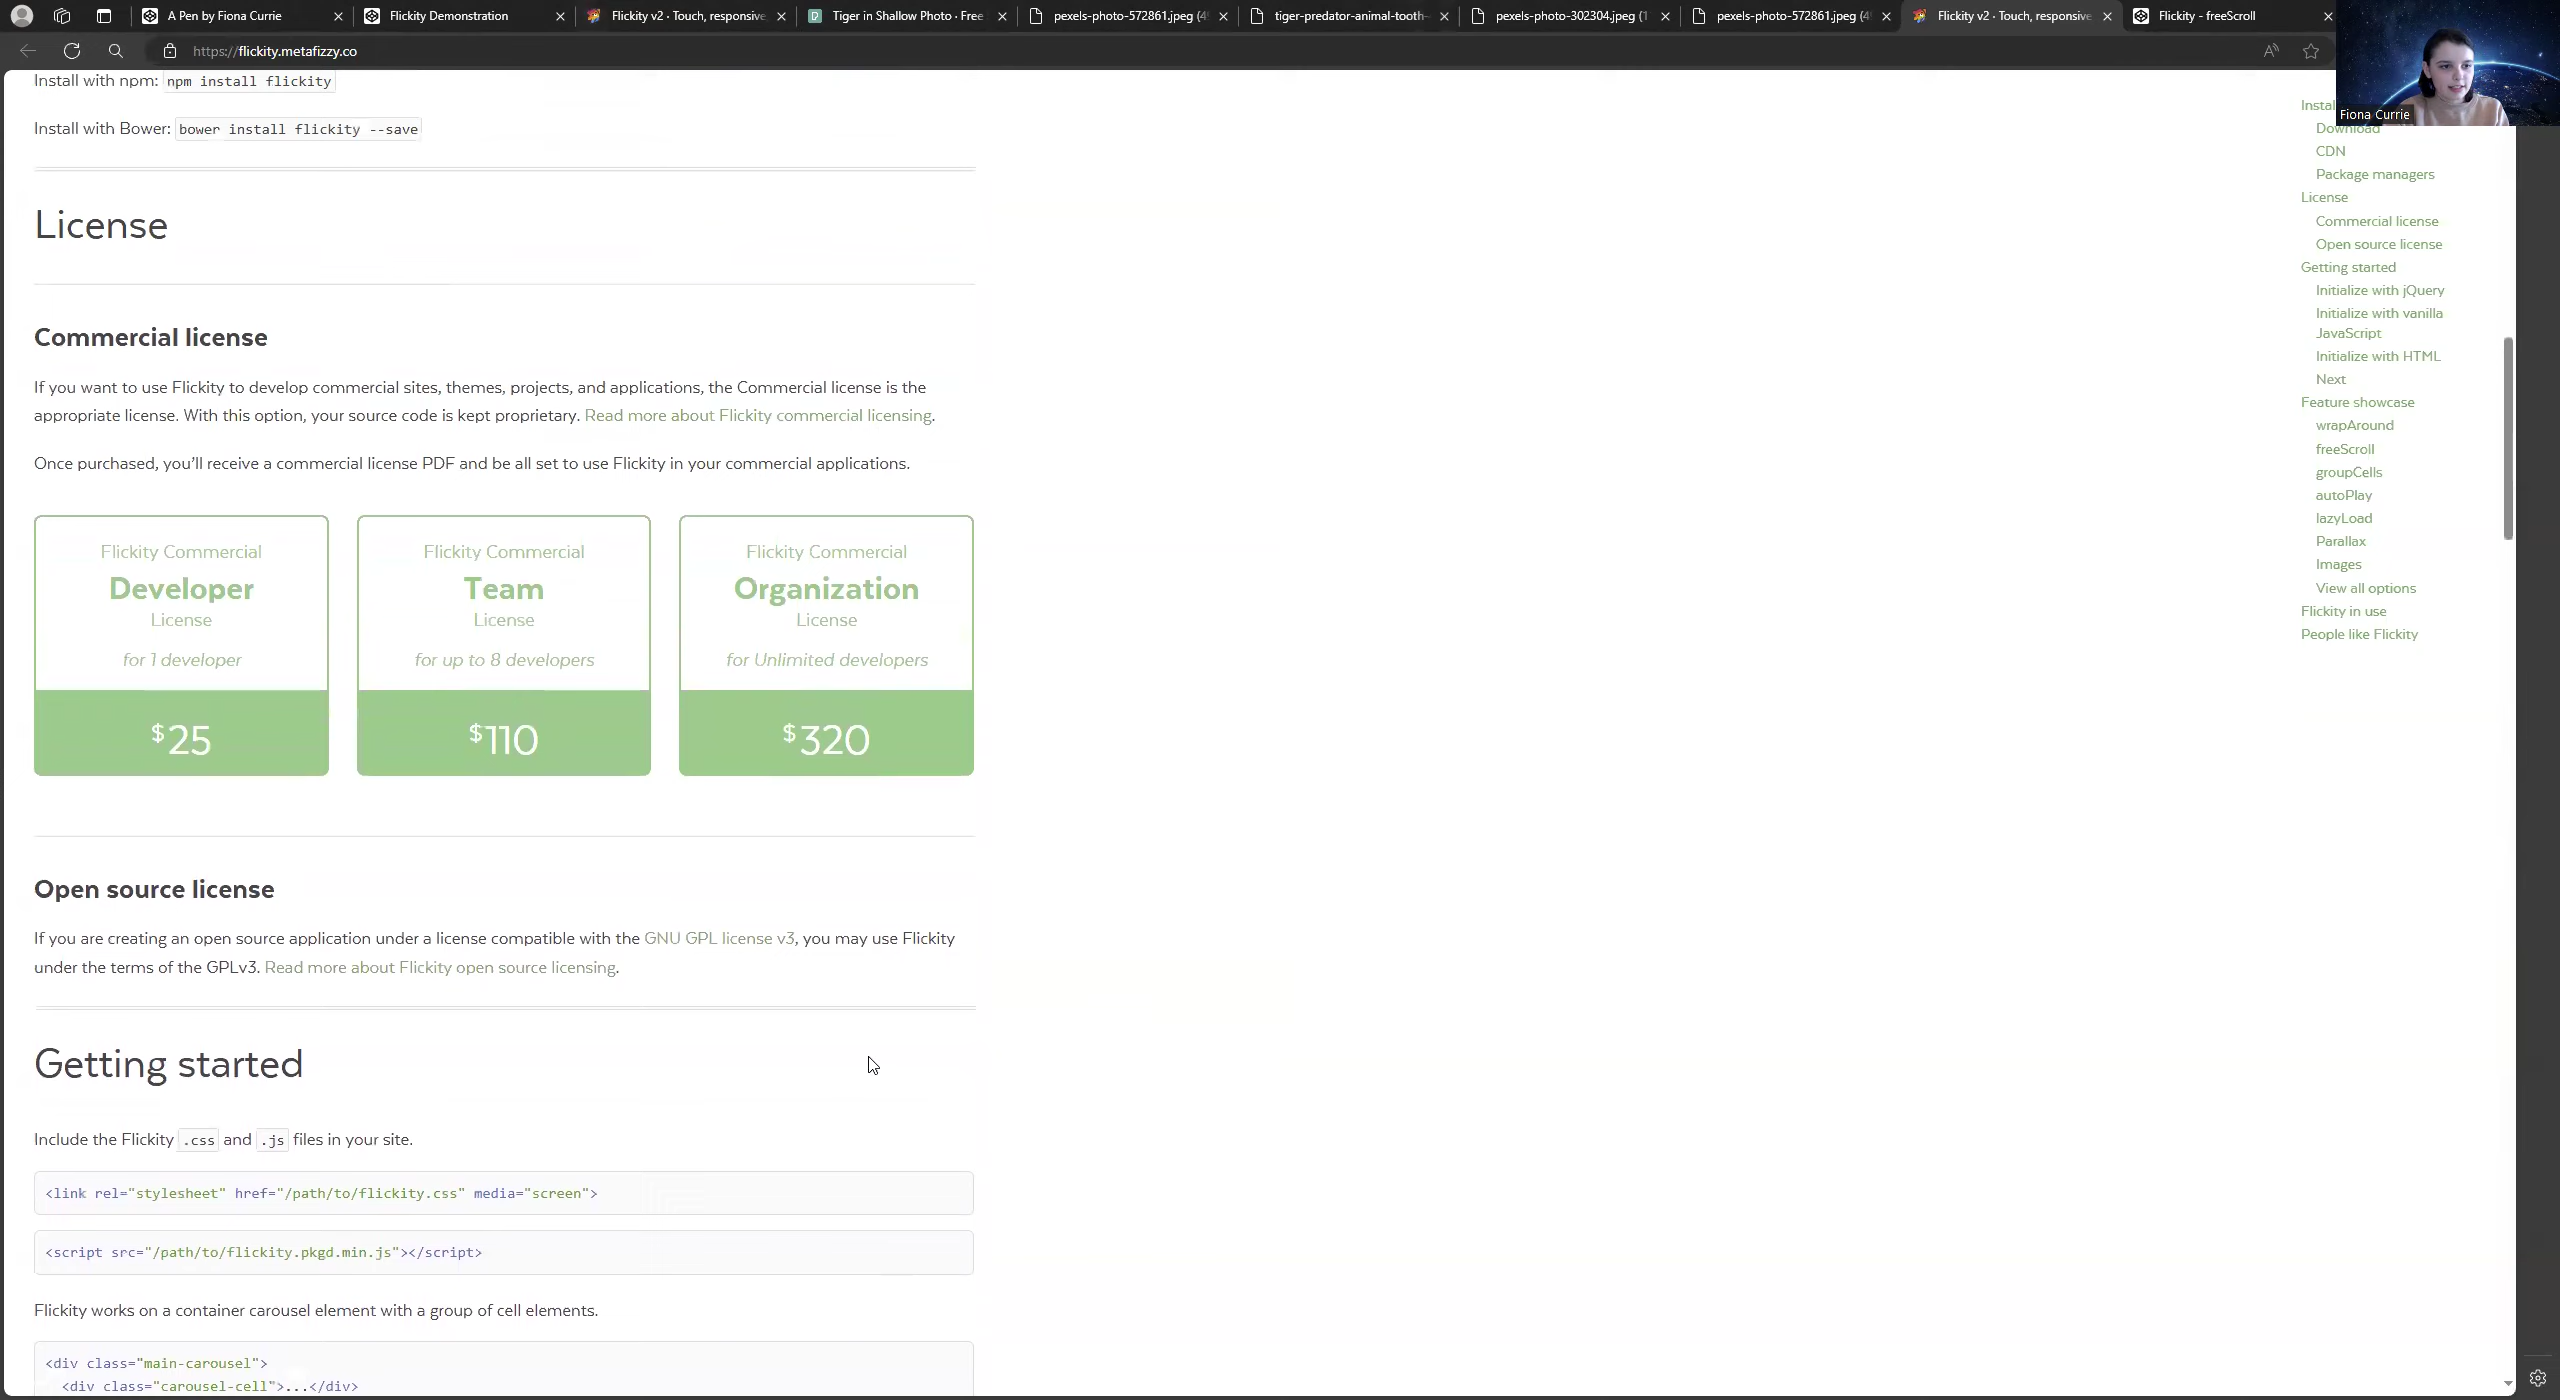 A Pen by Fiona Currie
Flickity Demonstration
Flickity v2 · Touch, responsive,
Tiger in Shallow Photo · Free
pexels-photo-572861.jpeg (4
tiger-predator-animal-tooth-
pexels-photo-302304.jpeg (1
pexels-photo-572861.jpeg (4
Flickity v2 · Touch, responsive
Flickity - freeScroll
https://flickity.metafizzy.co
Fiona Currie
Install with npm: npm install flickity
Install with Bower: bower install flickity --save
License
Commercial license
If you want to use Flickity to develop commercial sites, themes, projects, and applications, the Commercial license is the
appropriate license. With this option, your source code is kept proprietary. Read more about Flickity commercial licensing.
Once purchased, you’ll receive a commercial license PDF and be all set to use Flickity in your commercial applications.
Flickity Commercial
Developer
License
for 1 developer
$25
Flickity Commercial
Team
License
for up to 8 developers
$110
Flickity Commercial
Organization
License
for Unlimited developers
$320
Open source license
If you are creating an open source application under a license compatible with the GNU GPL license v3, you may use Flickity
under the terms of the GPLv3. Read more about Flickity open source licensing.
Getting started
Include the Flickity .css and .js files in your site.
<link rel="stylesheet" href="/path/to/flickity.css" media="screen">
<script src="/path/to/flickity.pkgd.min.js"></script>
Flickity works on a container carousel element with a group of cell elements.
<div class="main-carousel">
<div class="carousel-cell">...</div>
Instal
Download
CDN
Package managers
License
Commercial license
Open source license
Getting started
Initialize with jQuery
Initialize with vanilla
JavaScript
Initialize with HTML
Next
Feature showcase
wrapAround
freeScroll
groupCells
autoPlay
lazyLoad
Parallax
Images
View all options
Flickity in use
People like Flickity